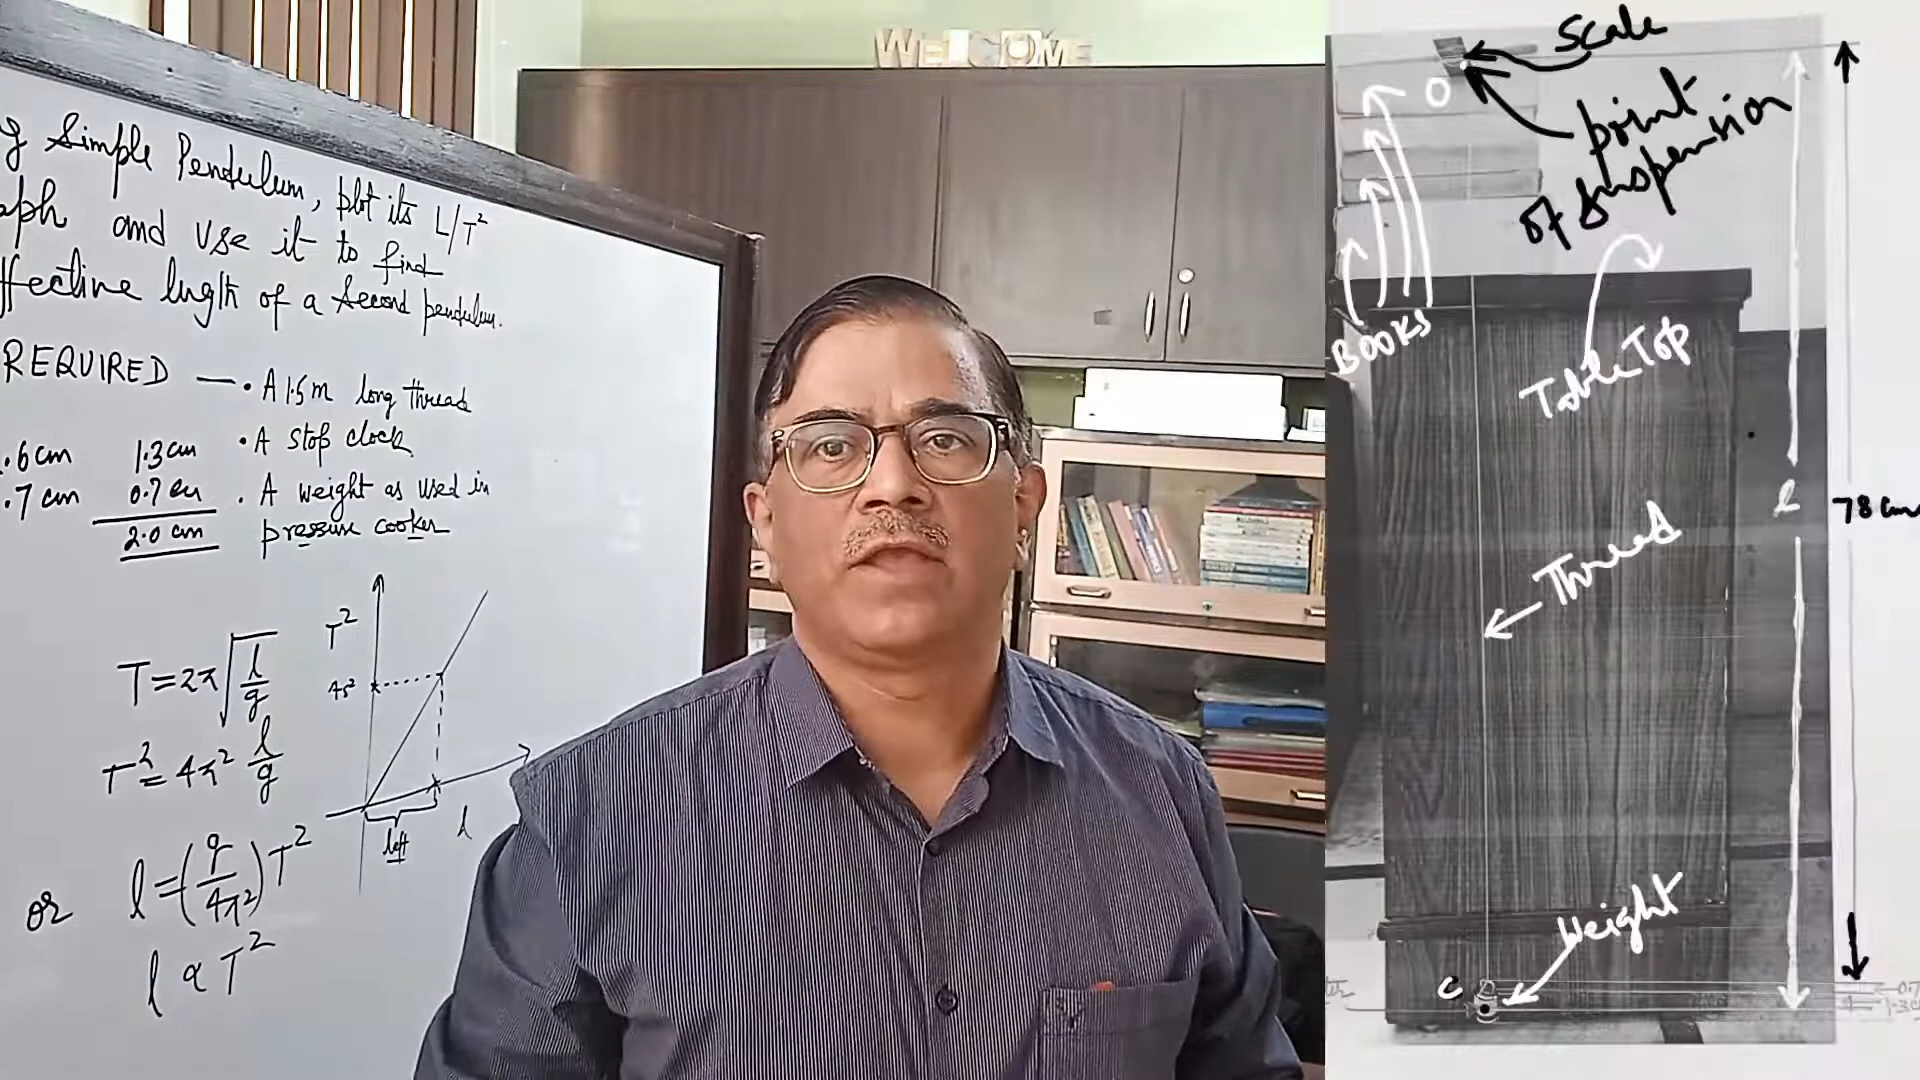 WELCOME
g Simple Pendulum, plot its L/T²
aph and use it to find
ffective length of a Second pendulum.
REQUIRED — • A 1.5m long thread
.6cm 1.3cm • A stop clock
.7cm 0.7cm • A weight as used in
2.0cm pressure cooker
T²
4s²
T=2π√(l/g)
T²=4π² l/g
l
or l=(g/4π²)T²
l ∝ T²
Scale
O
point
of suspension
BOOKS
Table Top
l
78cm
Thread
Weight
C